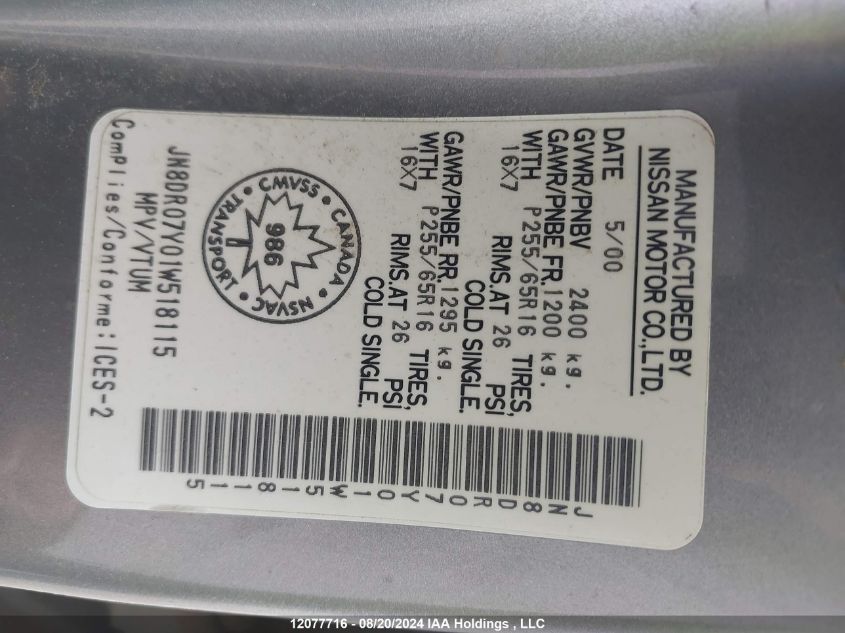 MANUFACTURED BY
NISSAN MOTOR CO.,LTD.
DATE 5/00
GVWR/PNBV 2400 kg.
GAWR/PNBE FR.1200 kg.
WITH P255/65R16 TIRES,
16X7 RIMS.AT 26 PSI
COLD SINGLE.
GAWR/PNBE RR.1295 kg.
WITH P255/65R16 TIRES,
16X7 RIMS.AT 26 PSI
COLD SINGLE.
CMVSS • CANADA • NSVAC • TRANSPORT •
986
JN8DR07Y01W518115
MPV/VTUM
Complies/Conforme:ICES-2
JN8DR07Y01W518115
12077716 - 08/20/2024 IAA Holdings , LLC